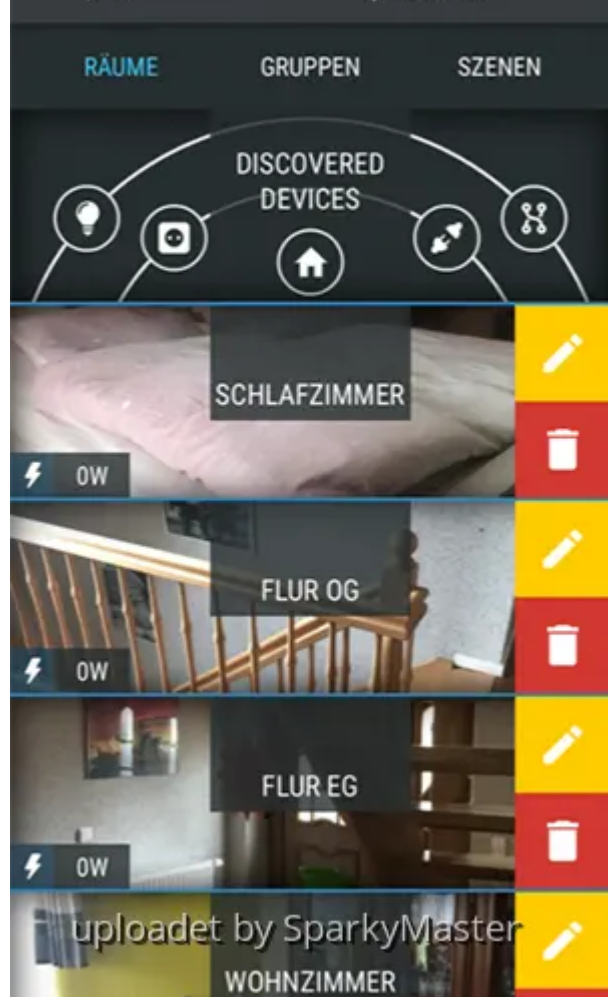 RÄUME GRUPPEN SZENEN
DISCOVERED
DEVICES
SCHLAFZIMMER
0W
FLUR OG
0W
FLUR EG
0W
uploadet by SparkyMaster
WOHNZIMMER